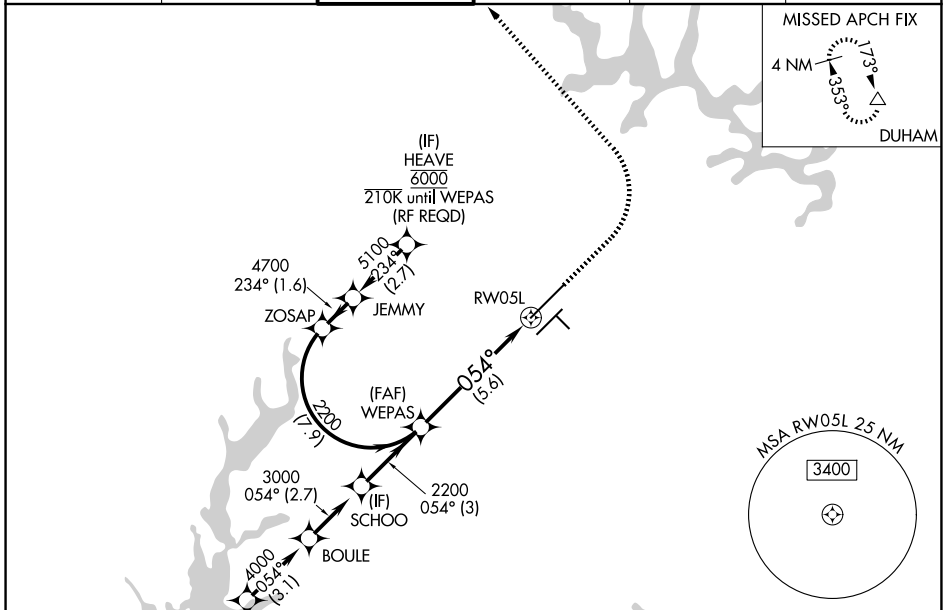 MISSED APCH FIX
4 NM
173°
353°
DUHAM
(IF)
HEAVE
6000
210K until WEPAS
(RF REQD)
5100
234°
(2.7)
4700
234° (1.6)
JEMMY
ZOSAP
RW05L
054°
(5.6)
(FAF)
WEPAS
2200
(7.9)
3000
054° (2.7)
2200
054° (3)
(IF)
SCHOO
BOULE
4000
054°
(3.1)
MSA RW05L 25 NM
3400